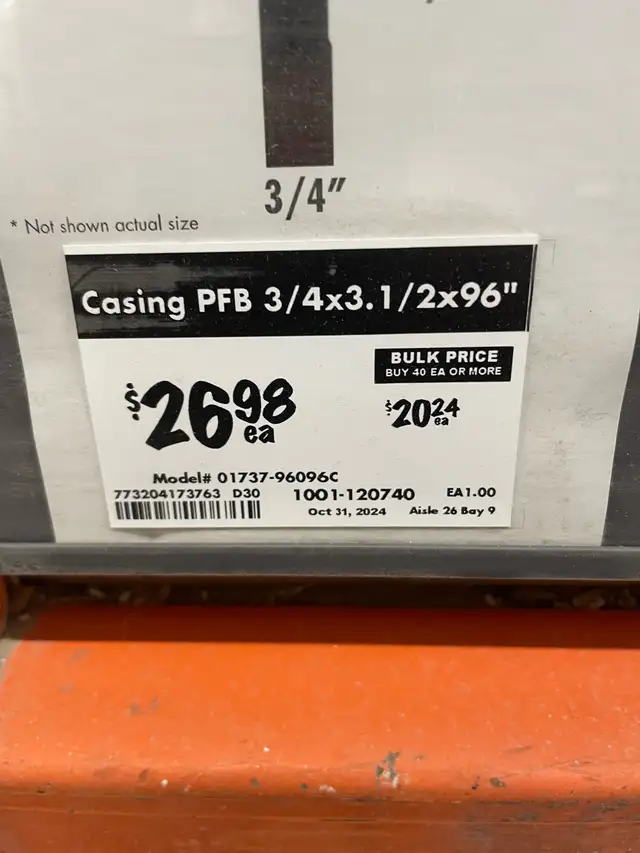 3/4"
* Not shown actual size
Casing PFB 3/4x3.1/2x96"
BULK PRICE
BUY 40 EA OR MORE
$26 98 ea
$20 24 ea
Model# 01737-96096C
773204173763 D30 1001-120740 EA1.00
Oct 31, 2024 Aisle 26 Bay 9